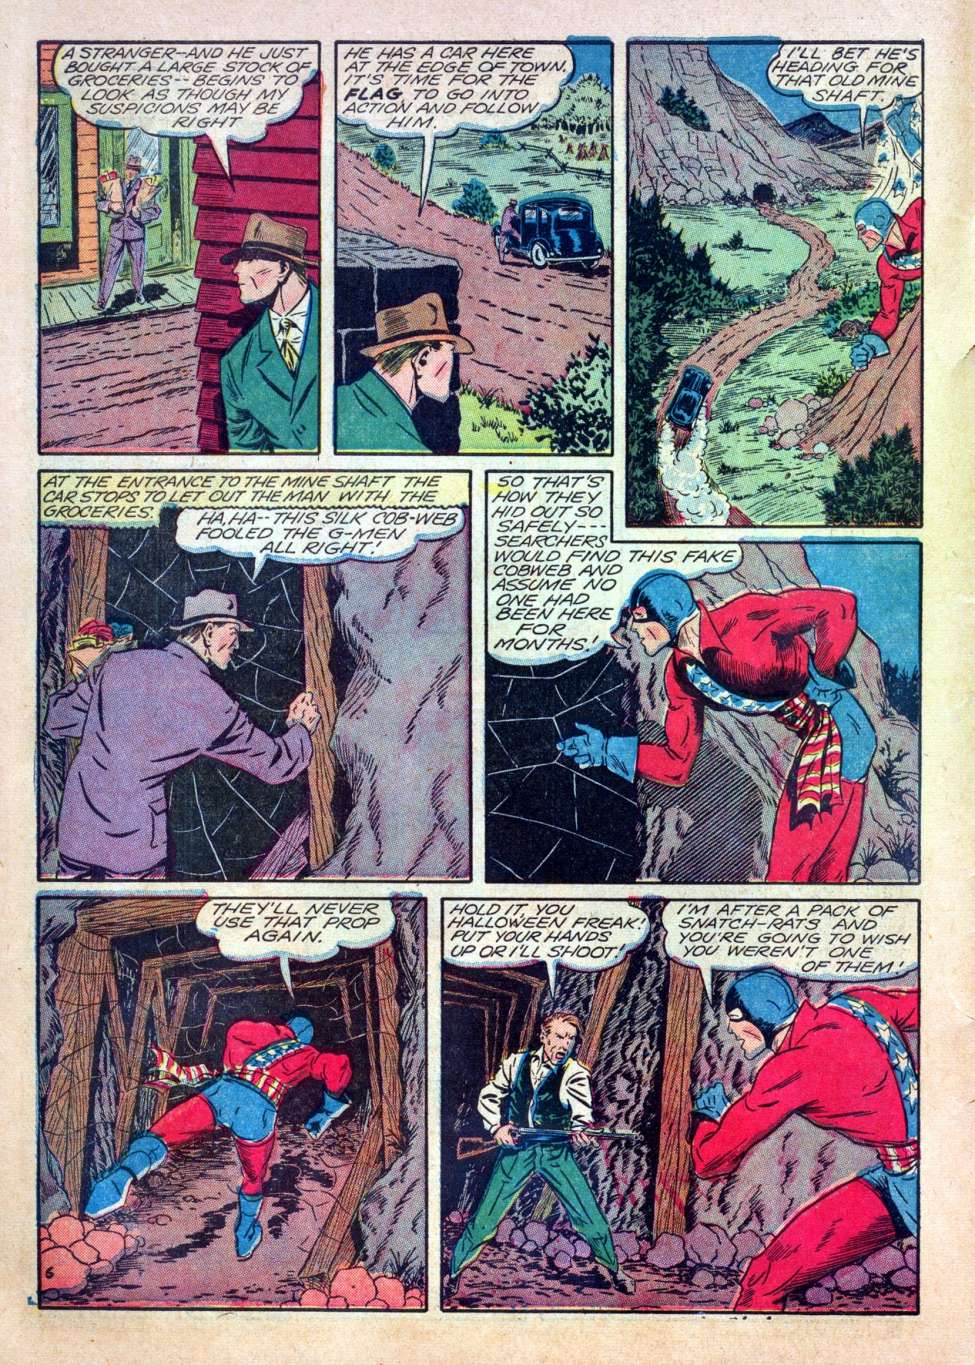 A STRANGER--AND HE JUST
BOUGHT A LARGE STOCK OF
GROCERIES-- BEGINS TO
LOOK AS THOUGH MY
SUSPICIONS MAY BE
RIGHT
HE HAS A CAR HERE
AT THE EDGE OF TOWN.
IT'S TIME FOR THE
FLAG TO GO INTO
ACTION AND FOLLOW
HIM.
I'LL BET HE'S
HEADING FOR
THAT OLD MINE
SHAFT.
AT THE ENTRANCE TO THE MINE SHAFT THE
CAR STOPS TO LET OUT THE MAN WITH THE
GROCERIES.
HA, HA-- THIS SILK COB-WEB
FOOLED THE G-MEN
ALL RIGHT!
SO THAT'S
HOW THEY
HID OUT SO
SAFELY---
SEARCHERS
WOULD FIND THIS FAKE
COBWEB AND
ASSUME NO
ONE HAD
BEEN HERE
FOR
MONTHS!
THEY'LL NEVER
USE THAT PROP
AGAIN.
6
HOLD IT, YOU
HALLOWEEN FREAK!
PUT YOUR HANDS
UP OR I'LL SHOOT!
I'M AFTER A PACK OF
SNATCH-RATS AND
YOU'RE GOING TO WISH
YOU WEREN'T ONE
OF THEM!